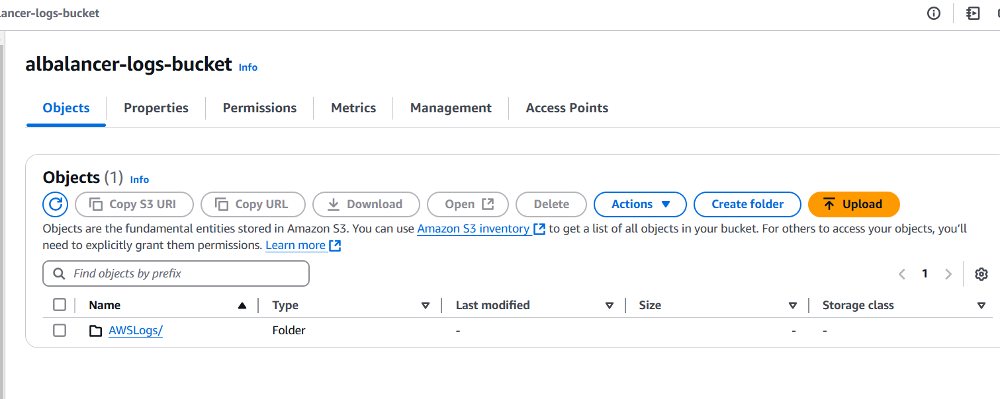 ancer-logs-bucket
albalancer-logs-bucket Info
Objects Properties Permissions Metrics Management Access Points
Objects (1) Info
Copy S3 URI Copy URL Download Open Delete Actions Create folder Upload
Objects are the fundamental entities stored in Amazon S3. You can use Amazon S3 inventory to get a list of all objects in your bucket. For others to access your objects, you'll
need to explicitly grant them permissions. Learn more
Find objects by prefix 1
Name Type Last modified Size Storage class
AWSLogs/ Folder - - -